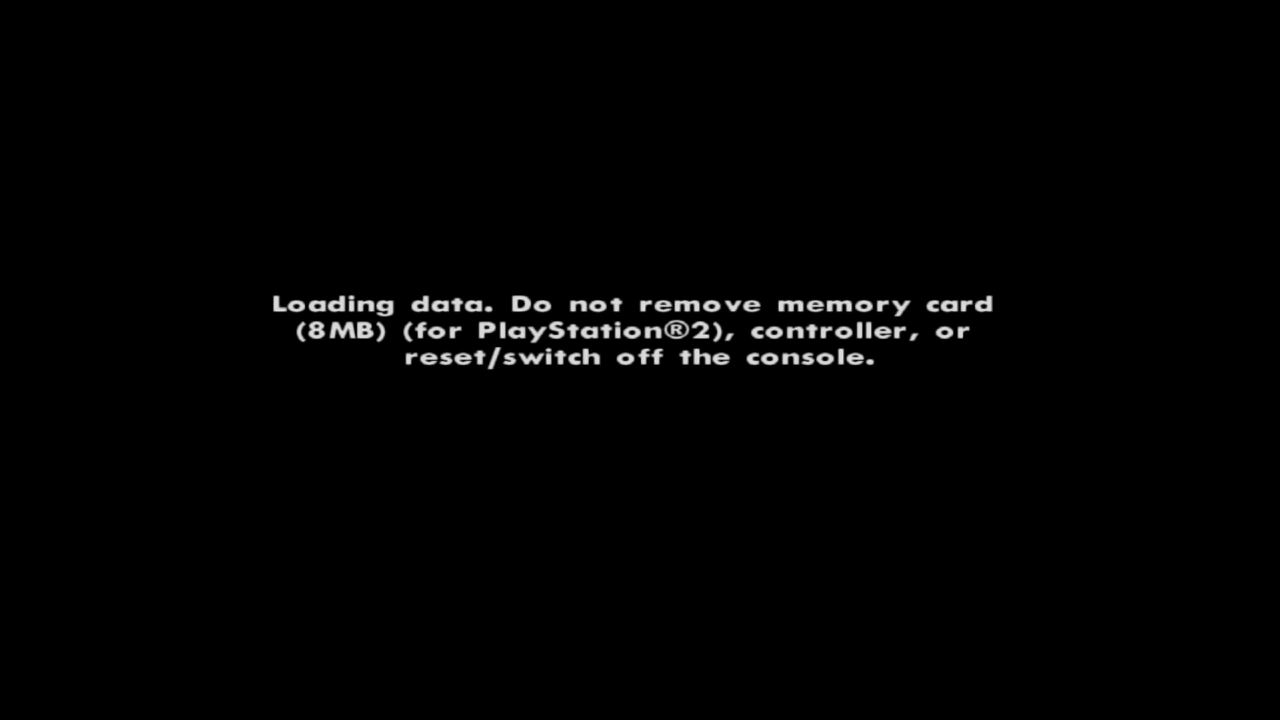 Loading data. Do not remove memory card
(8MB) (for PlayStation®2), controller, or
reset/switch off the console.